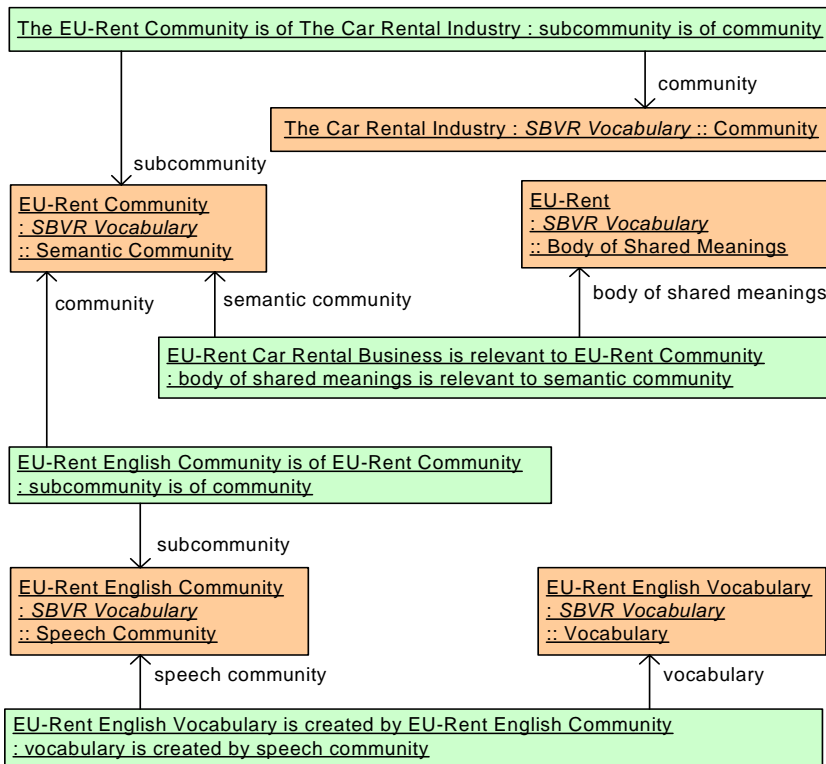 The EU-Rent Community is of The Car Rental Industry : subcommunity is of community
community
The Car Rental Industry : SBVR Vocabulary :: Community
subcommunity
EU-Rent Community
: SBVR Vocabulary
:: Semantic Community
EU-Rent
: SBVR Vocabulary
:: Body of Shared Meanings
community
semantic community
body of shared meanings
EU-Rent Car Rental Business is relevant to EU-Rent Community
: body of shared meanings is relevant to semantic community
EU-Rent English Community is of EU-Rent Community
: subcommunity is of community
subcommunity
EU-Rent English Community
: SBVR Vocabulary
:: Speech Community
EU-Rent English Vocabulary
: SBVR Vocabulary
:: Vocabulary
speech community
vocabulary
EU-Rent English Vocabulary is created by EU-Rent English Community
: vocabulary is created by speech community